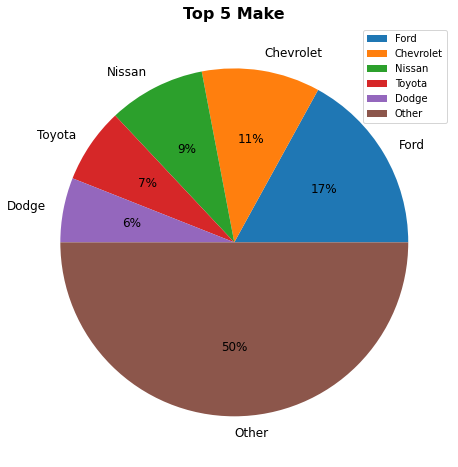 Top 5 Make
Ford
Chevrolet
Nissan
Toyota
Dodge
Other
Chevrolet
Nissan
Toyota
Ford
Dodge
11%
9%
7%
17%
6%
50%
Other